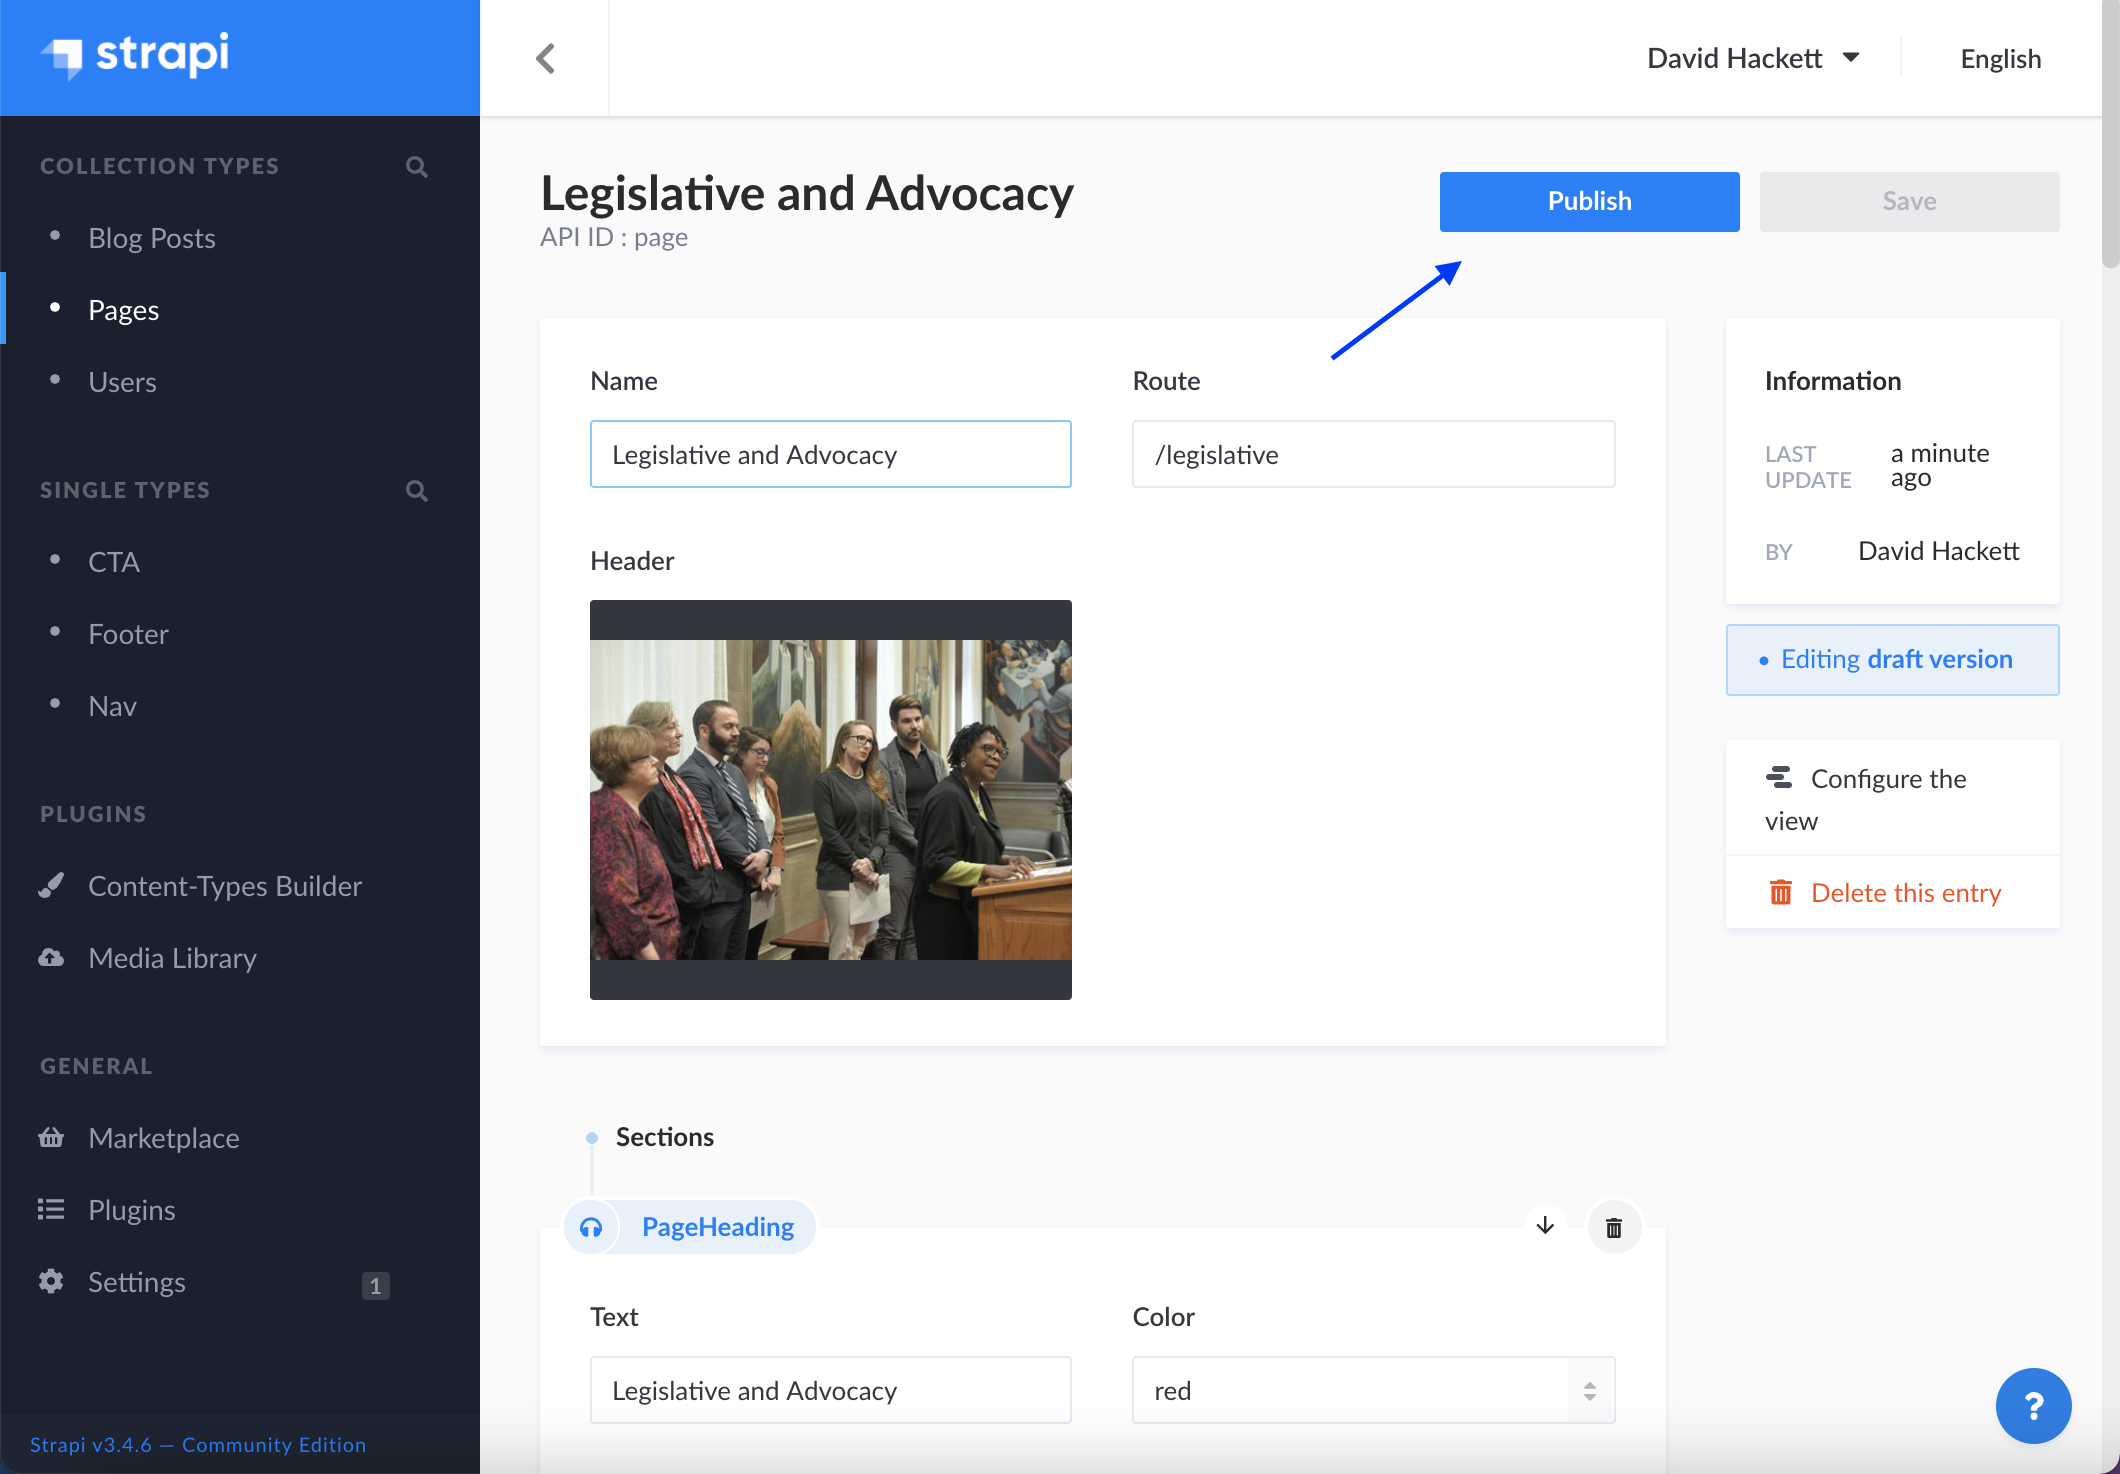 strapi
David Hackett
English
COLLECTION TYPES
Blog Posts
Pages
Users
SINGLE TYPES
CTA
Footer
Nav
PLUGINS
Content-Types Builder
Media Library
GENERAL
Marketplace
Plugins
Settings
1
Strapi v3.4.6 — Community Edition
Legislative and Advocacy
API ID : page
Publish
Save
Name
Route
Legislative and Advocacy
/legislative
Header
Information
LAST UPDATE a minute ago
BY David Hackett
Editing draft version
Configure the
view
Delete this entry
Sections
PageHeading
Text
Color
Legislative and Advocacy
red
?